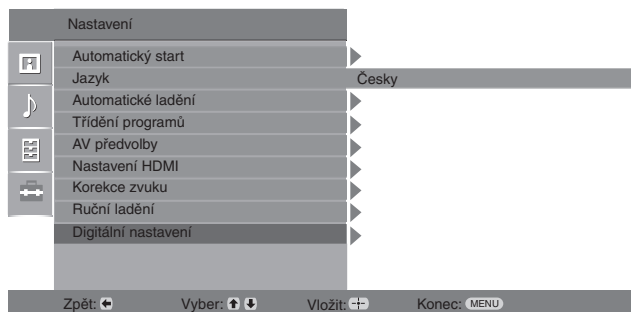 Nastavení
Automatický start
Jazyk Česky
Automatické ladění
Třídění programů
AV předvolby
Nastavení HDMI
Korekce zvuku
Ruční ladění
Digitální nastavení
Zpět: Vyber: Vložit: Konec: MENU